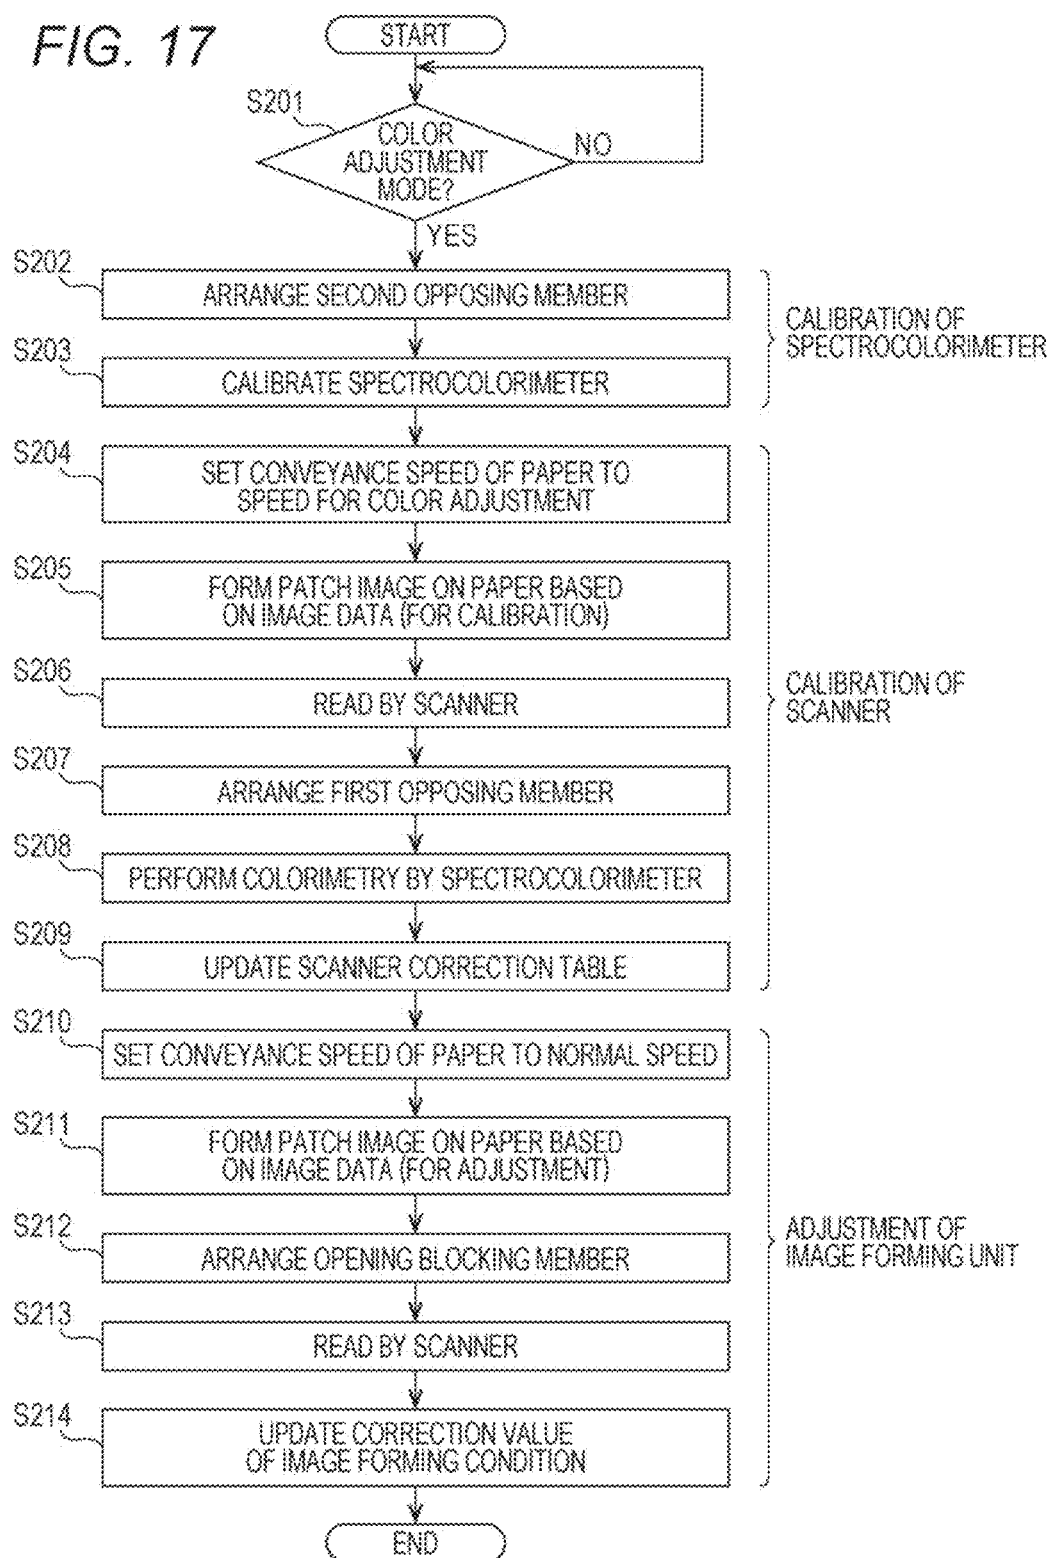 FIG. 17
START
S201
COLOR
ADJUSTMENT
MODE?
NO
YES
S202
ARRANGE SECOND OPPOSING MEMBER
S203
CALIBRATE SPECTROCOLORIMETER
CALIBRATION OF
SPECTROCOLORIMETER
S204
SET CONVEYANCE SPEED OF PAPER TO
SPEED FOR COLOR ADJUSTMENT
S205
FORM PATCH IMAGE ON PAPER BASED
ON IMAGE DATA (FOR CALIBRATION)
S206
READ BY SCANNER
S207
ARRANGE FIRST OPPOSING MEMBER
S208
PERFORM COLORIMETRY BY SPECTROCOLORIMETER
S209
UPDATE SCANNER CORRECTION TABLE
CALIBRATION OF
SCANNER
S210
SET CONVEYANCE SPEED OF PAPER TO NORMAL SPEED
S211
FORM PATCH IMAGE ON PAPER BASED
ON IMAGE DATA (FOR ADJUSTMENT)
S212
ARRANGE OPENING BLOCKING MEMBER
S213
READ BY SCANNER
S214
UPDATE CORRECTION VALUE
OF IMAGE FORMING CONDITION
ADJUSTMENT OF
IMAGE FORMING UNIT
END